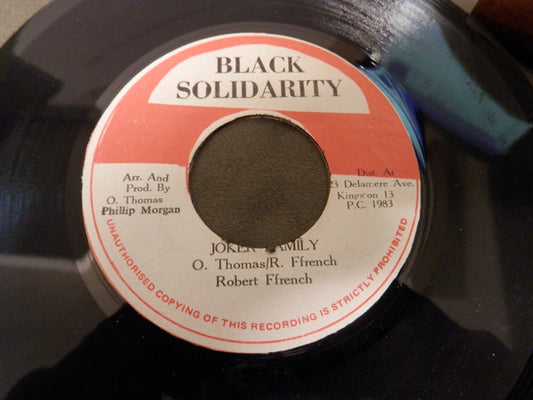 BLACK
SOLIDARITY
Arr. And
Prod. By
O. Thomas
Phillip Morgan
Dist. At
23 Delamere Ave.
Kingston 13
P.C. 1983
JOKER FAMILY
O. Thomas/R. Ffrench
Robert Ffrench
UNAUTHORISED COPYING OF THIS RECORDING IS STRICTLY PROHIBITED